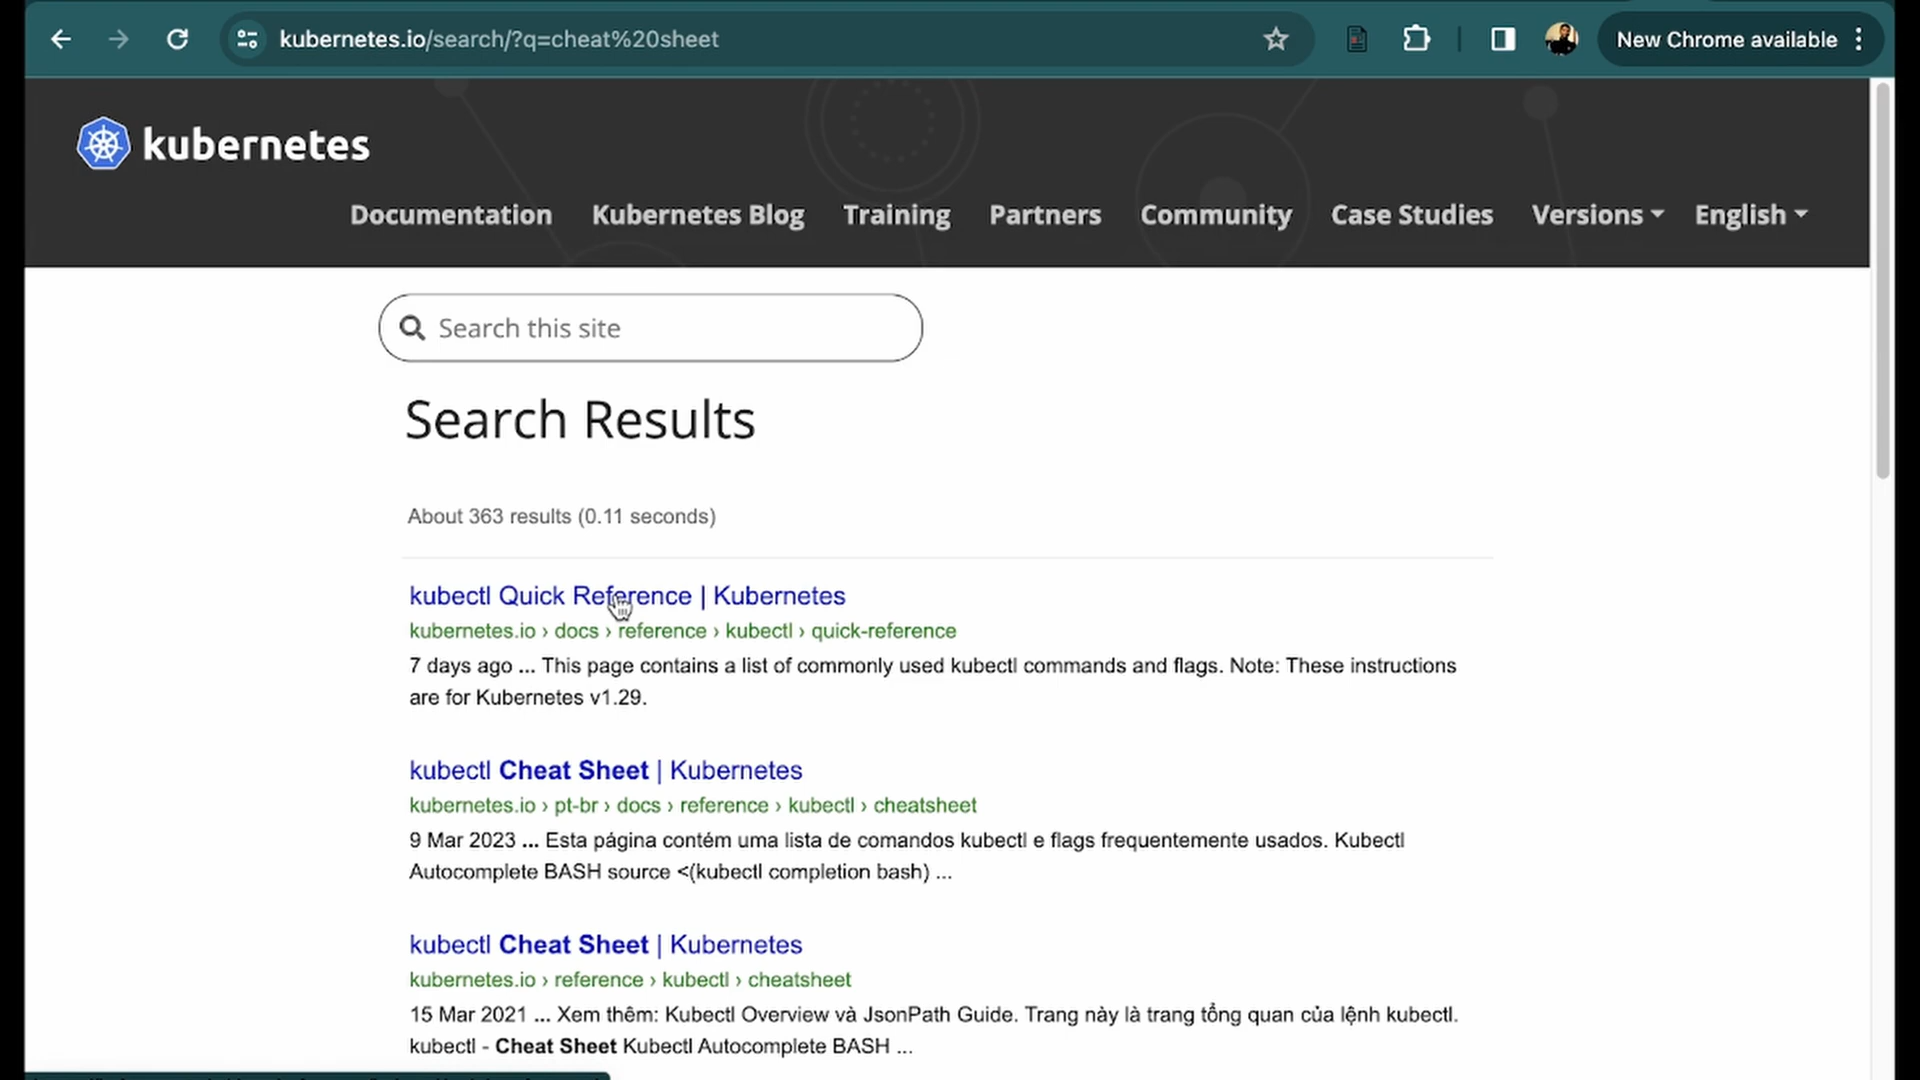 kubernetes.io/search/?q=cheat%20sheet
New Chrome available
kubernetes
Documentation Kubernetes Blog Training Partners Community Case Studies Versions English
Search this site
Search Results
About 363 results (0.11 seconds)
kubectl Quick Reference | Kubernetes
kubernetes.io › docs › reference › kubectl › quick-reference
7 days ago ... This page contains a list of commonly used kubectl commands and flags. Note: These instructions
are for Kubernetes v1.29.
kubectl Cheat Sheet | Kubernetes
kubernetes.io › pt-br › docs › reference › kubectl › cheatsheet
9 Mar 2023 ... Esta página contém uma lista de comandos kubectl e flags frequentemente usados. Kubectl
Autocomplete BASH source <(kubectl completion bash) ...
kubectl Cheat Sheet | Kubernetes
kubernetes.io › reference › kubectl › cheatsheet
15 Mar 2021 ... Xem thêm: Kubectl Overview và JsonPath Guide. Trang này là trang tổng quan của lệnh kubectl.
kubectl - Cheat Sheet Kubectl Autocomplete BASH ...